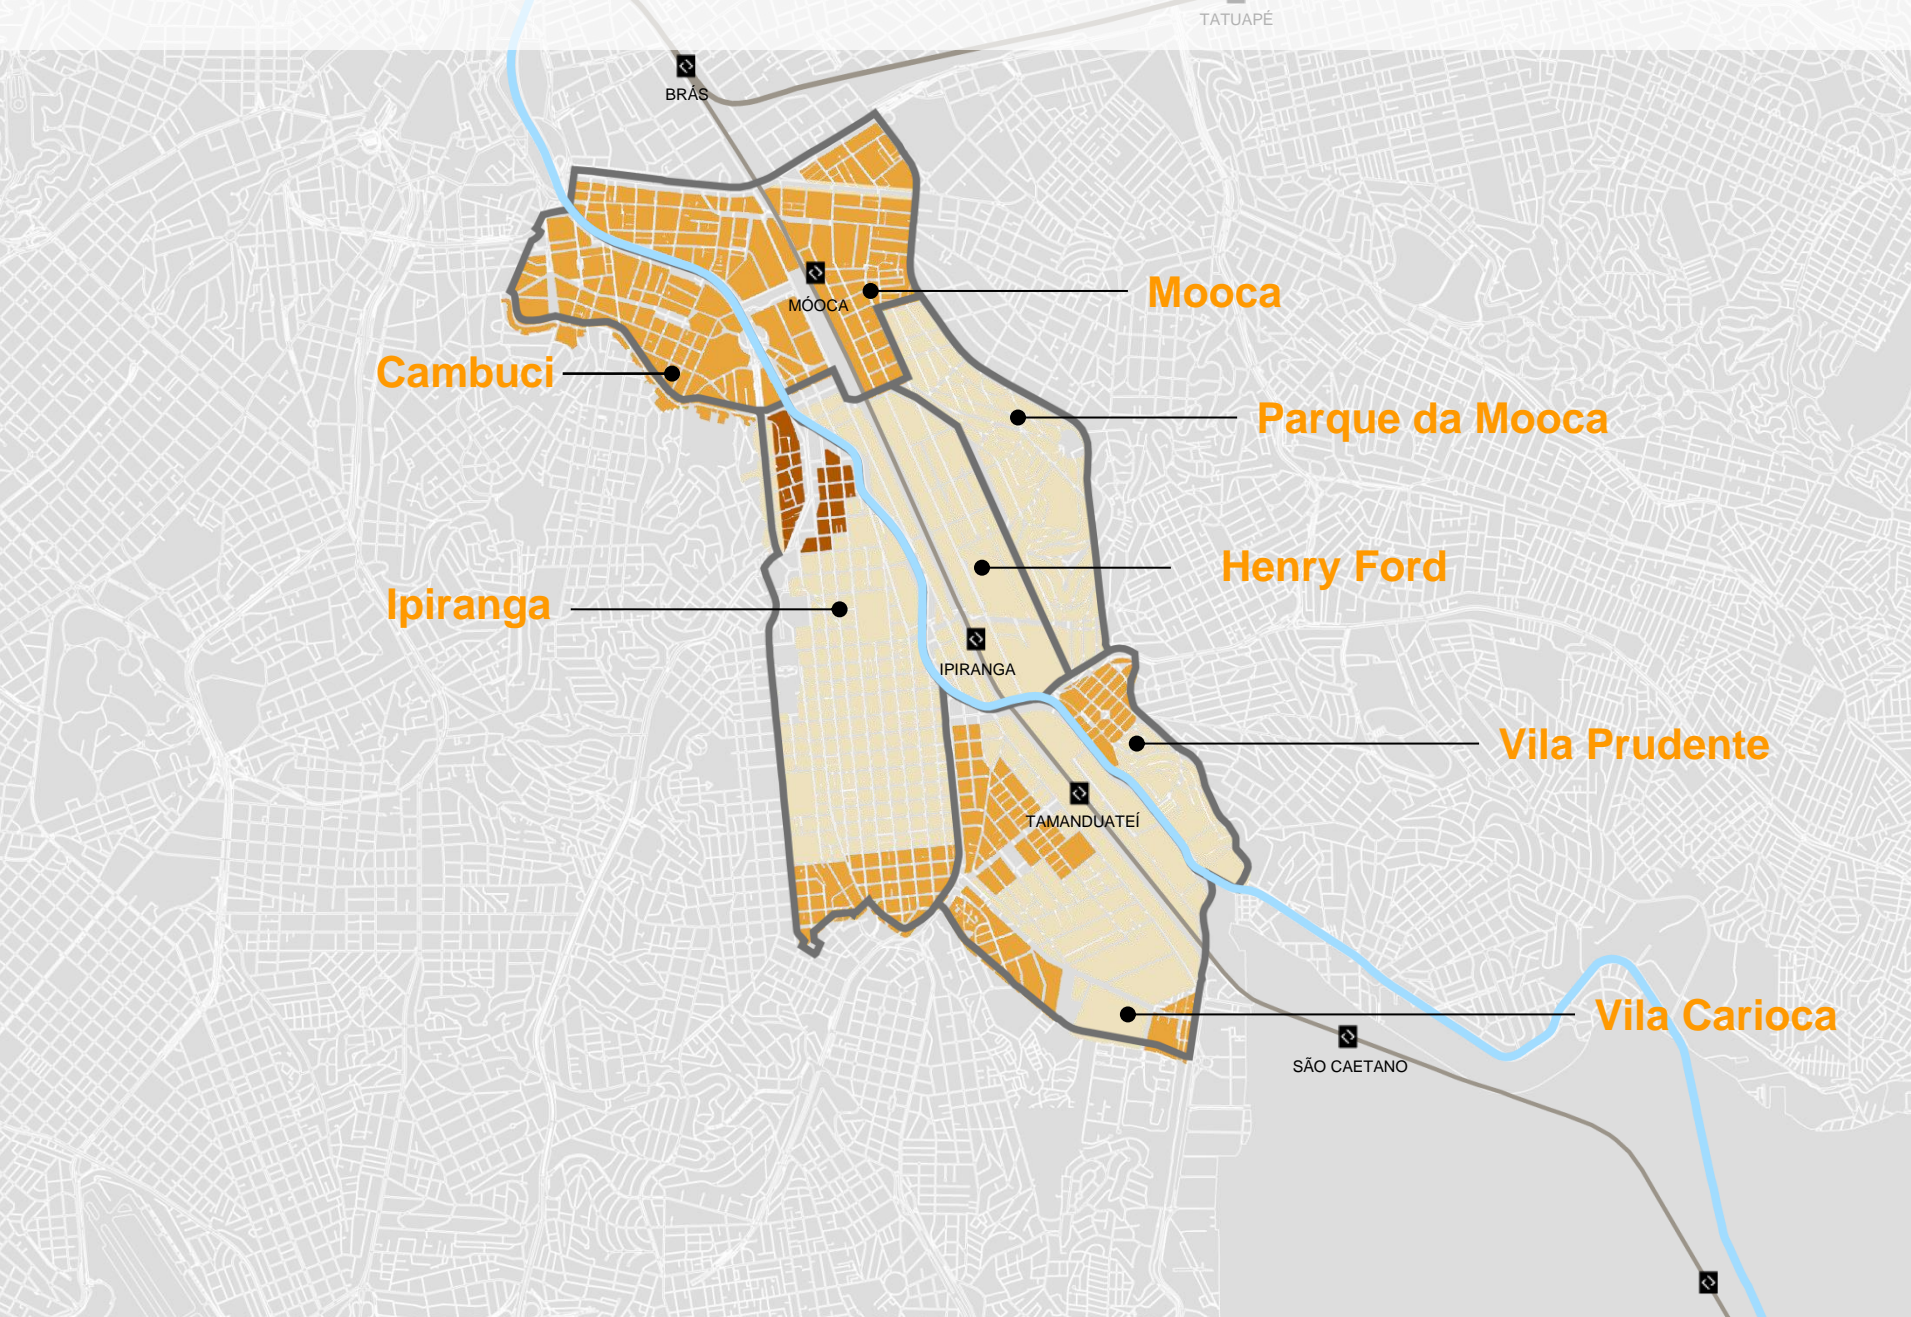 TATUAPÉ
BRÁS
Mooca
MÓOCA
Cambuci
Parque da Mooca
Henry Ford
Ipiranga
IPIRANGA
Vila Prudente
TAMANDUATEÍ
Vila Carioca
SÃO CAETANO